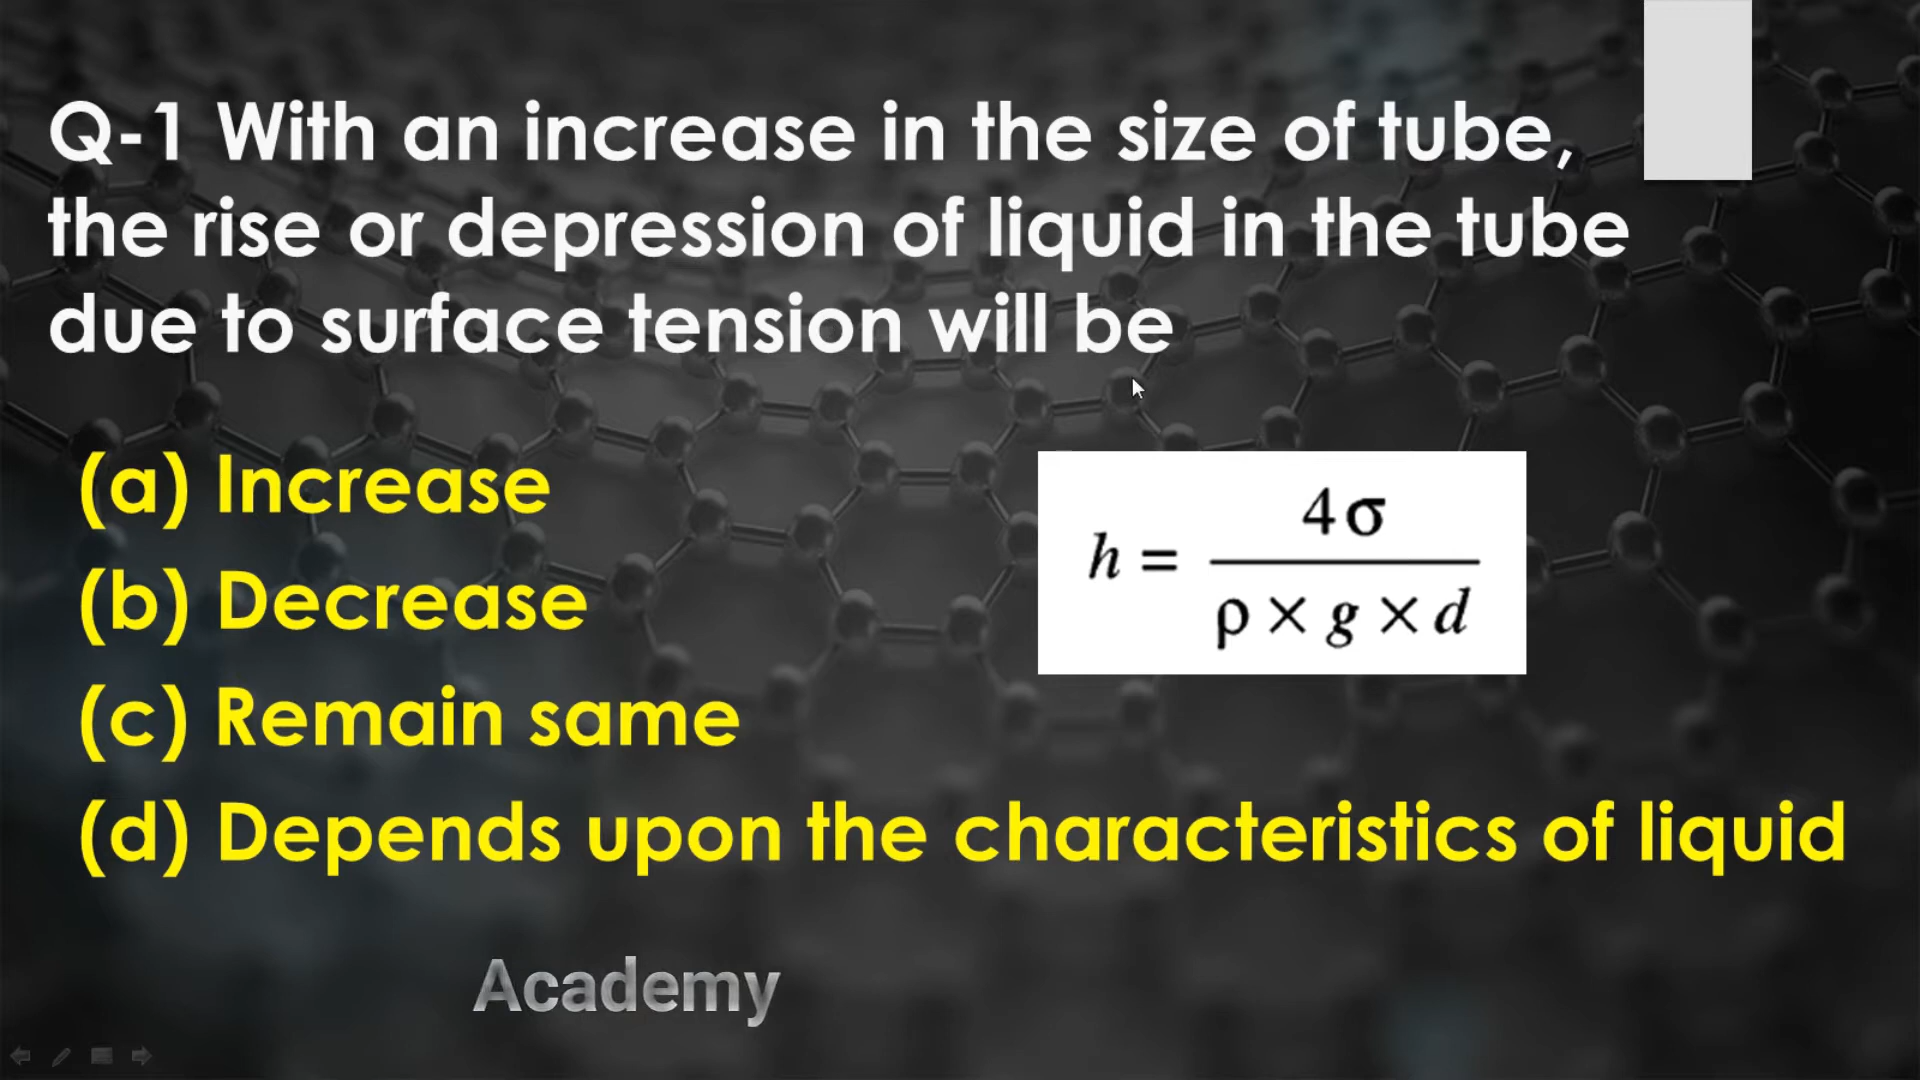 Q-1 With an increase in the size of tube,
the rise or depression of liquid in the tube
due to surface tension will be
(a) Increase
(b) Decrease
(c) Remain same
(d) Depends upon the characteristics of liquid
h = 4σ / ρ × g × d
Academy